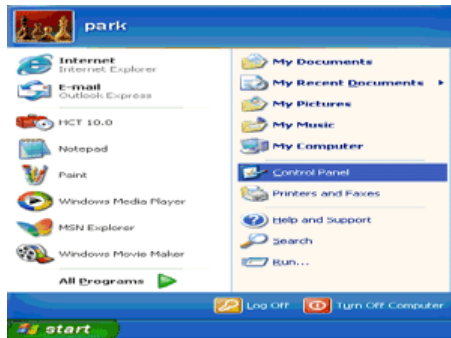 park
Internet
Internet Explorer
E-mail
Outlook Express
HCT 10.0
Notepad
Paint
Windows Media Player
MSN Explorer
Windows Movie Maker
All Programs
My Documents
My Recent Documents
My Pictures
My Music
My Computer
Control Panel
Printers and Faxes
Help and Support
Search
Run...
Log Off
Turn Off Computer
start